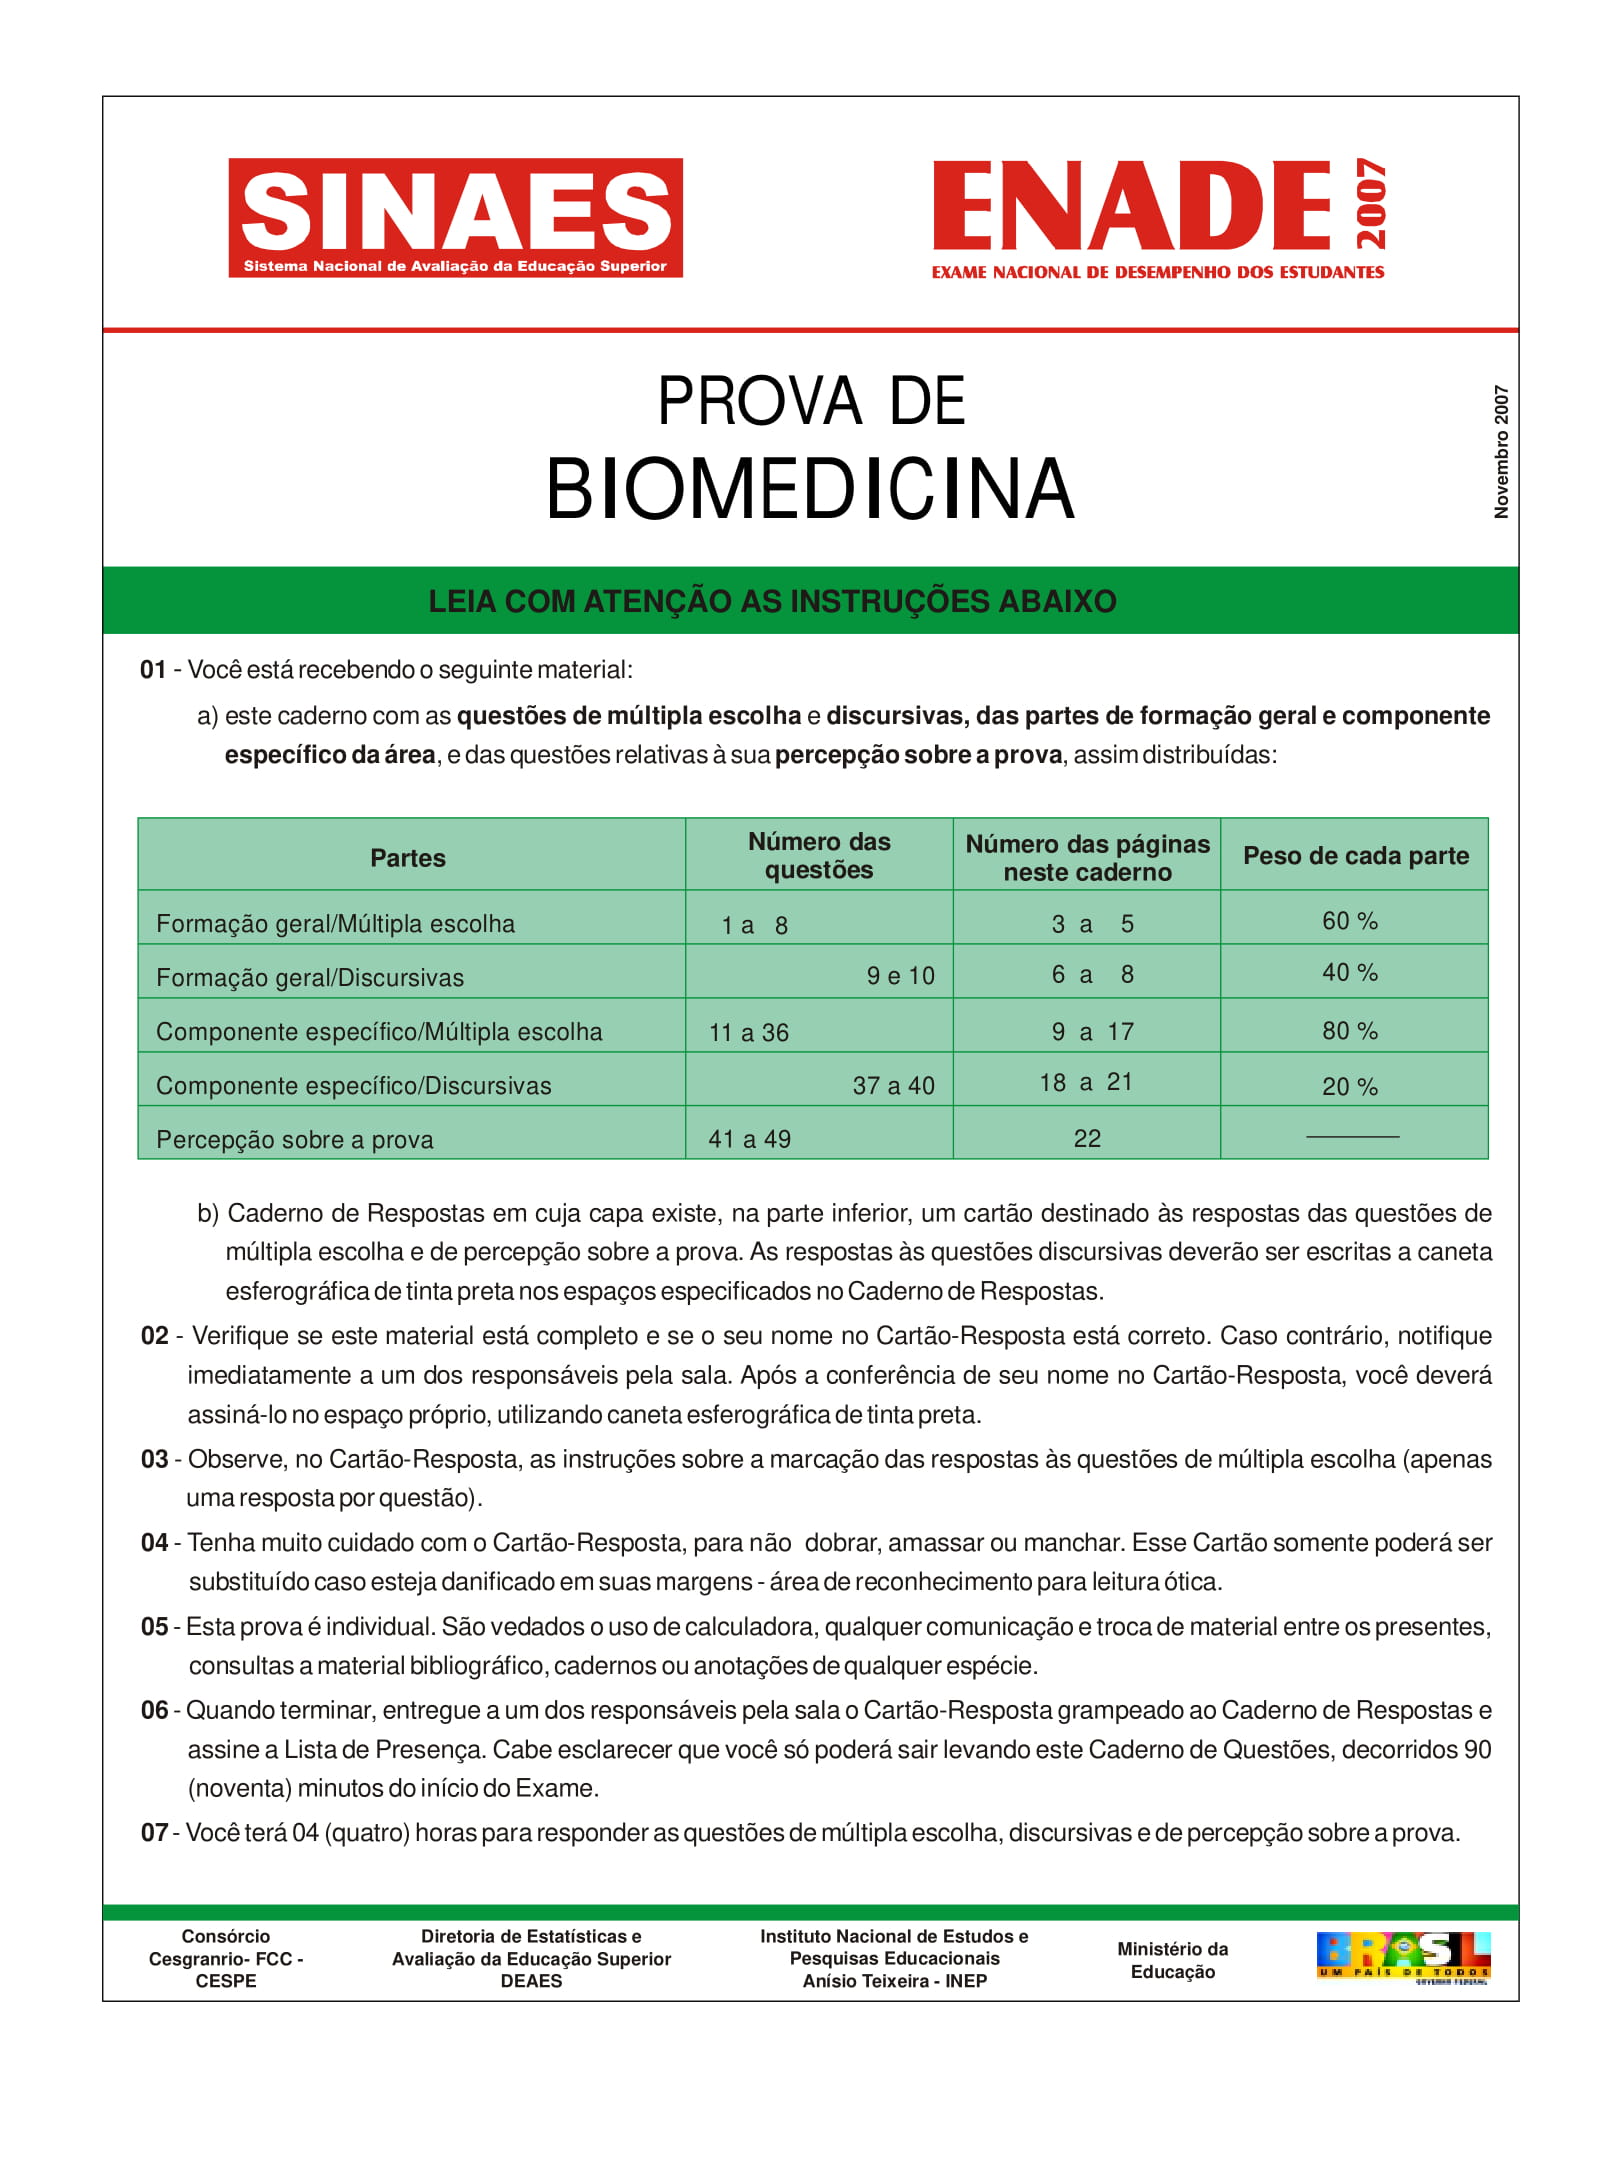 SINAES
Sistema Nacional de Avaliação da Educação Superior
ENADE 2007
EXAME NACIONAL DE DESEMPENHO DOS ESTUDANTES
PROVA DE
BIOMEDICINA
Novembro 2007
LEIA COM ATENÇÃO AS INSTRUÇÕES ABAIXO
01 - Você está recebendo o seguinte material:
a) este caderno com as questões de múltipla escolha e discursivas, das partes de formação geral e componente
específico da área, e das questões relativas à sua percepção sobre a prova, assim distribuídas:
Partes
Número das
questões
Número das páginas
neste caderno
Peso de cada parte
Formação geral/Múltipla escolha 1 a 8 3 a 5 60 %
Formação geral/Discursivas 9 e 10 6 a 8 40 %
Componente específico/Múltipla escolha 11 a 36 9 a 17 80 %
Componente específico/Discursivas 37 a 40 18 a 21 20 %
Percepção sobre a prova 41 a 49 22
b) Caderno de Respostas em cuja capa existe, na parte inferior, um cartão destinado às respostas das questões de
múltipla escolha e de percepção sobre a prova. As respostas às questões discursivas deverão ser escritas a caneta
esferográfica de tinta preta nos espaços especificados no Caderno de Respostas.
02 - Verifique se este material está completo e se o seu nome no Cartão-Resposta está correto. Caso contrário, notifique
imediatamente a um dos responsáveis pela sala. Após a conferência de seu nome no Cartão-Resposta, você deverá
assiná-lo no espaço próprio, utilizando caneta esferográfica de tinta preta.
03 - Observe, no Cartão-Resposta, as instruções sobre a marcação das respostas às questões de múltipla escolha (apenas
uma resposta por questão).
04 - Tenha muito cuidado com o Cartão-Resposta, para não dobrar, amassar ou manchar. Esse Cartão somente poderá ser
substituído caso esteja danificado em suas margens - área de reconhecimento para leitura ótica.
05 - Esta prova é individual. São vedados o uso de calculadora, qualquer comunicação e troca de material entre os presentes,
consultas a material bibliográfico, cadernos ou anotações de qualquer espécie.
06 - Quando terminar, entregue a um dos responsáveis pela sala o Cartão-Resposta grampeado ao Caderno de Respostas e
assine a Lista de Presença. Cabe esclarecer que você só poderá sair levando este Caderno de Questões, decorridos 90
(noventa) minutos do início do Exame.
07 - Você terá 04 (quatro) horas para responder as questões de múltipla escolha, discursivas e de percepção sobre a prova.
Consórcio
Cesgranrio- FCC -
CESPE
Diretoria de Estatísticas e
Avaliação da Educação Superior
DEAES
Instituto Nacional de Estudos e
Pesquisas Educacionais
Anísio Teixeira - INEP
Ministério da
Educação
BRASIL
UM PAÍS DE TODOS
GOVERNO FEDERAL